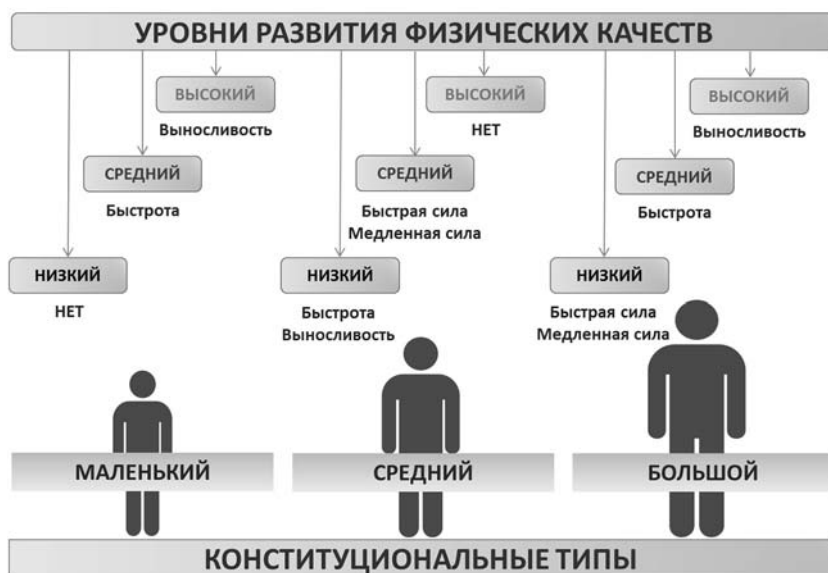 УРОВНИ РАЗВИТИЯ ФИЗИЧЕСКИХ КАЧЕСТВ
ВЫСОКИЙ
Выносливость
СРЕДНИЙ
Быстрота
НИЗКИЙ
НЕТ
ВЫСОКИЙ
НЕТ
СРЕДНИЙ
Быстрая сила
Медленная сила
НИЗКИЙ
Быстрота
Выносливость
ВЫСОКИЙ
Выносливость
СРЕДНИЙ
Быстрота
НИЗКИЙ
Быстрая сила
Медленная сила
МАЛЕНЬКИЙ
СРЕДНИЙ
БОЛЬШОЙ
КОНСТИТУЦИОНАЛЬНЫЕ ТИПЫ